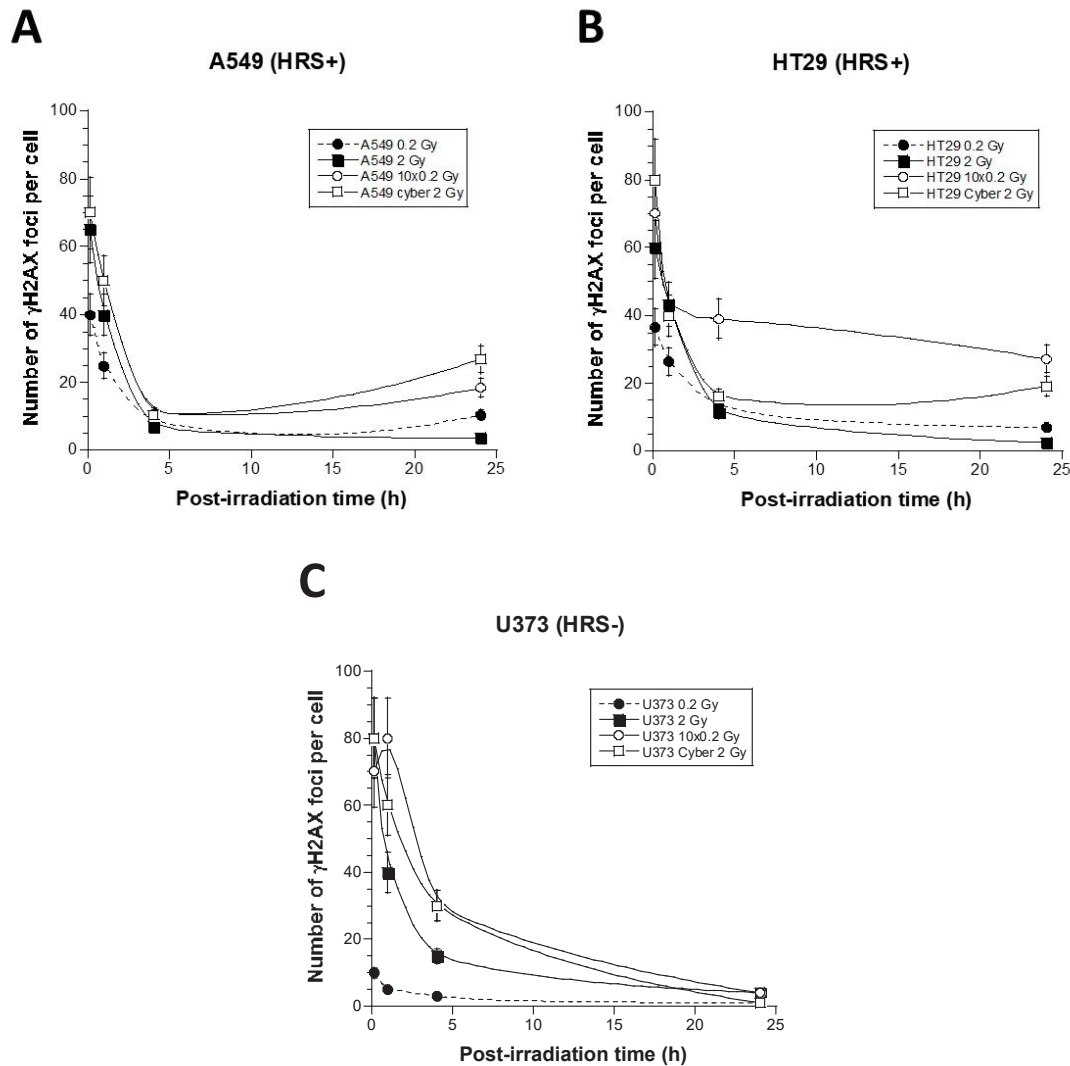 A
A549 (HRS+)
Number of γH2AX foci per cell
100
80
60
40
20
0
0 5 10 15 20 25
Post-irradiation time (h)
A549 0.2 Gy
A549 2 Gy
A549 10x0.2 Gy
A549 cyber 2 Gy
B
HT29 (HRS+)
Number of γH2AX foci per cell
100
80
60
40
20
0
0 5 10 15 20 25
Post-irradiation time (h)
HT29 0.2 Gy
HT29 2 Gy
HT29 10x0.2 Gy
HT29 Cyber 2 Gy
C
U373 (HRS-)
Number of γH2AX foci per cell
100
80
60
40
20
0
0 5 10 15 20 25
Post-irradiation time (h)
U373 0.2 Gy
U373 2 Gy
U373 10x0.2 Gy
U373 Cyber 2 Gy